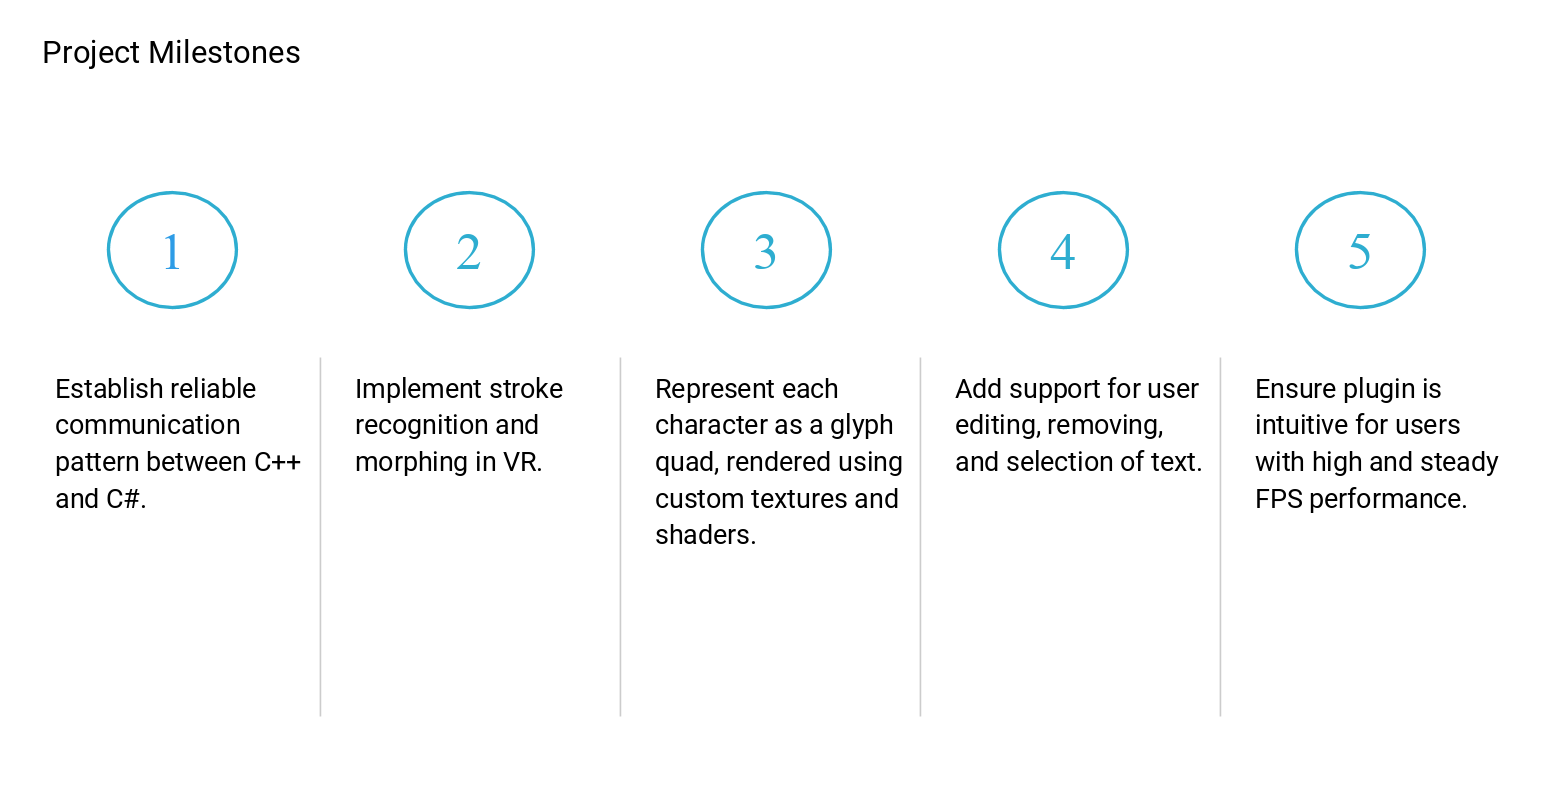 Project Milestones
1
2
3
4
5
Establish reliable
communication
pattern between C++
and C#.
Implement stroke
recognition and
morphing in VR.
Represent each
character as a glyph
quad, rendered using
custom textures and
shaders.
Add support for user
editing, removing,
and selection of text.
Ensure plugin is
intuitive for users
with high and steady
FPS performance.